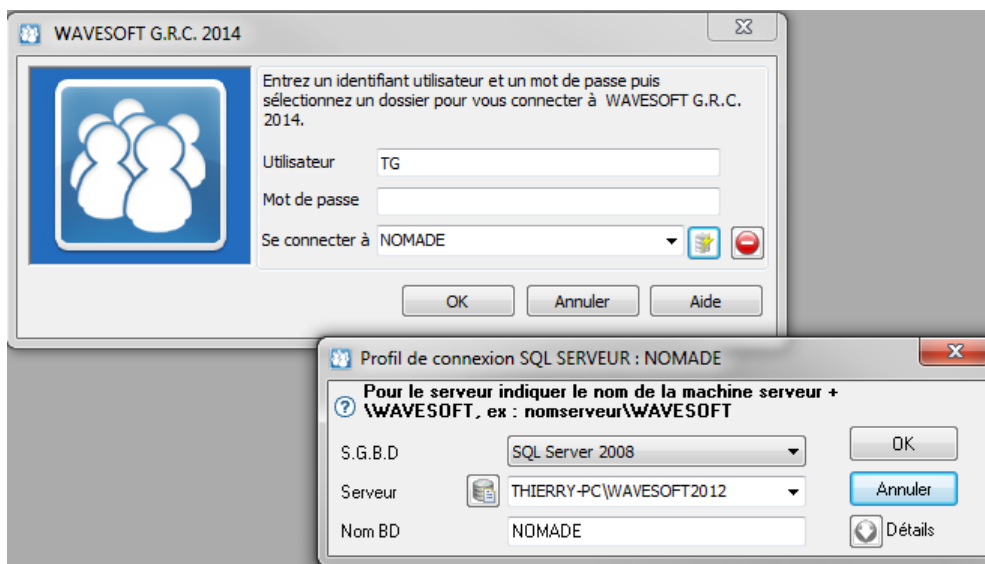 WAVESOFT G.R.C. 2014
Entrez un identifiant utilisateur et un mot de passe puis
sélectionnez un dossier pour vous connecter à WAVESOFT G.R.C.
2014.
Utilisateur TG
Mot de passe
Se connecter à NOMADE
OK Annuler Aide
Profil de connexion SQL SERVEUR : NOMADE
Pour le serveur indiquer le nom de la machine serveur +
\WAVESOFT, ex : nomserveur\WAVESOFT
S.G.B.D SQL Server 2008 OK
Serveur THIERRY-PC\WAVESOFT2012 Annuler
Nom BD NOMADE Détails